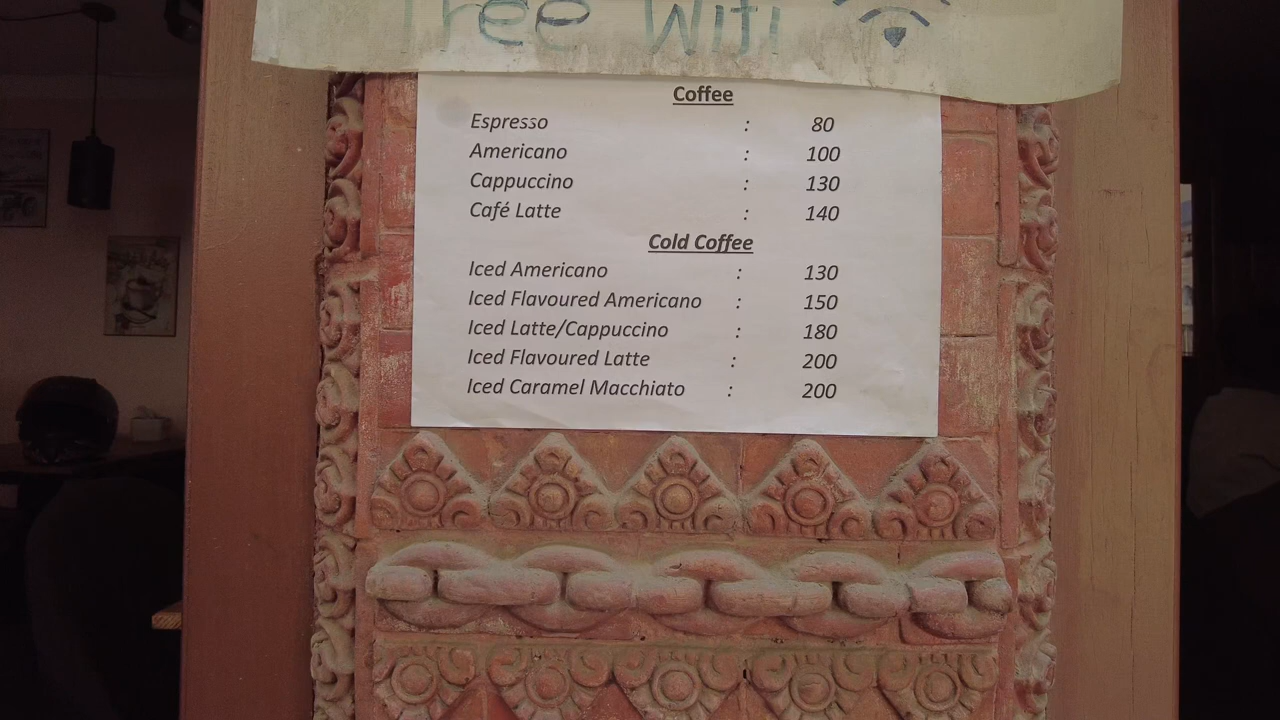 Free Wifi
Coffee
Espresso : 80
Americano : 100
Cappuccino : 130
Café Latte : 140
Cold Coffee
Iced Americano : 130
Iced Flavoured Americano : 150
Iced Latte/Cappuccino : 180
Iced Flavoured Latte : 200
Iced Caramel Macchiato : 200